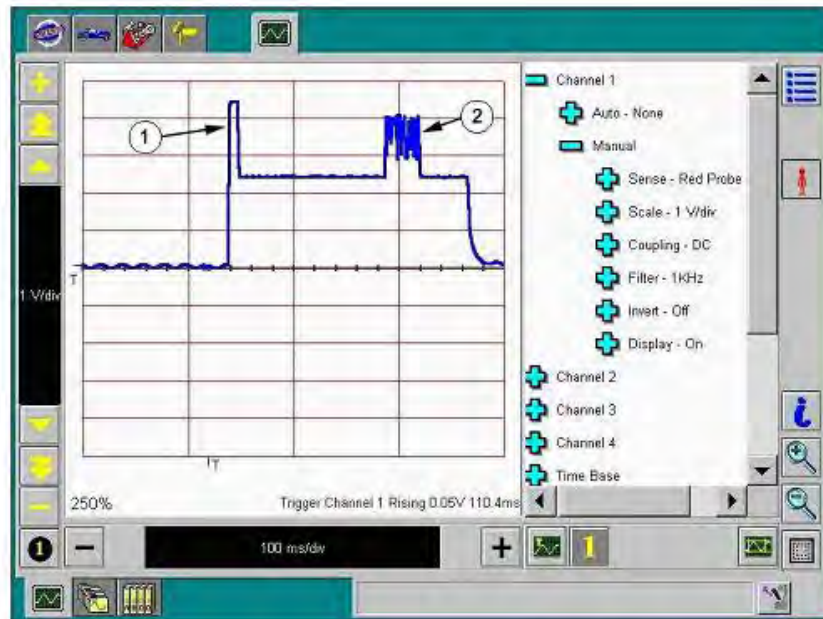 1
2
T
1 V/div
T
250%
Trigger Channel 1 Rising 0.05V 110.4ms
1
100 ms/div
Channel 1
Auto - None
Manual
Sense - Red Probe
Scale - 1 V/div
Coupling - DC
Filter - 1KHz
Invert - Off
Display - On
Channel 2
Channel 3
Channel 4
Time Base
1
i